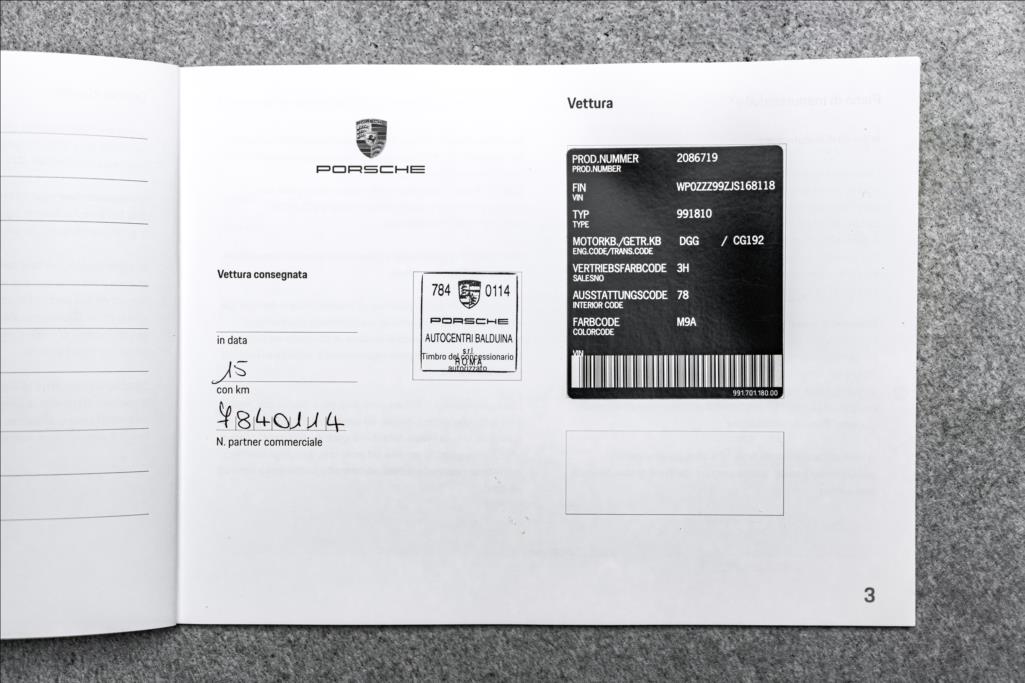 PORSCHE
Vettura consegnata
in data
15
con km
7840114
N. partner commerciale
784 0114
PORSCHE
AUTOCENTRI BALDUINA
s.r.l.
Timbro del concessionario
ROMA
autorizzato
Vettura
PROD.NUMMER 2086719
PROD.NUMBER
FIN WP0ZZZ99ZJS168118
VIN
TYP 991810
TYPE
MOTORKB./GETR.KB DGG / CG192
ENG.CODE/TRANS.CODE
VERTRIEBSFARBCODE 3H
SALESNO
AUSSTATTUNGSCODE 78
INTERIOR CODE
FARBCODE M9A
COLORCODE
VIN
991.701.180.00
3